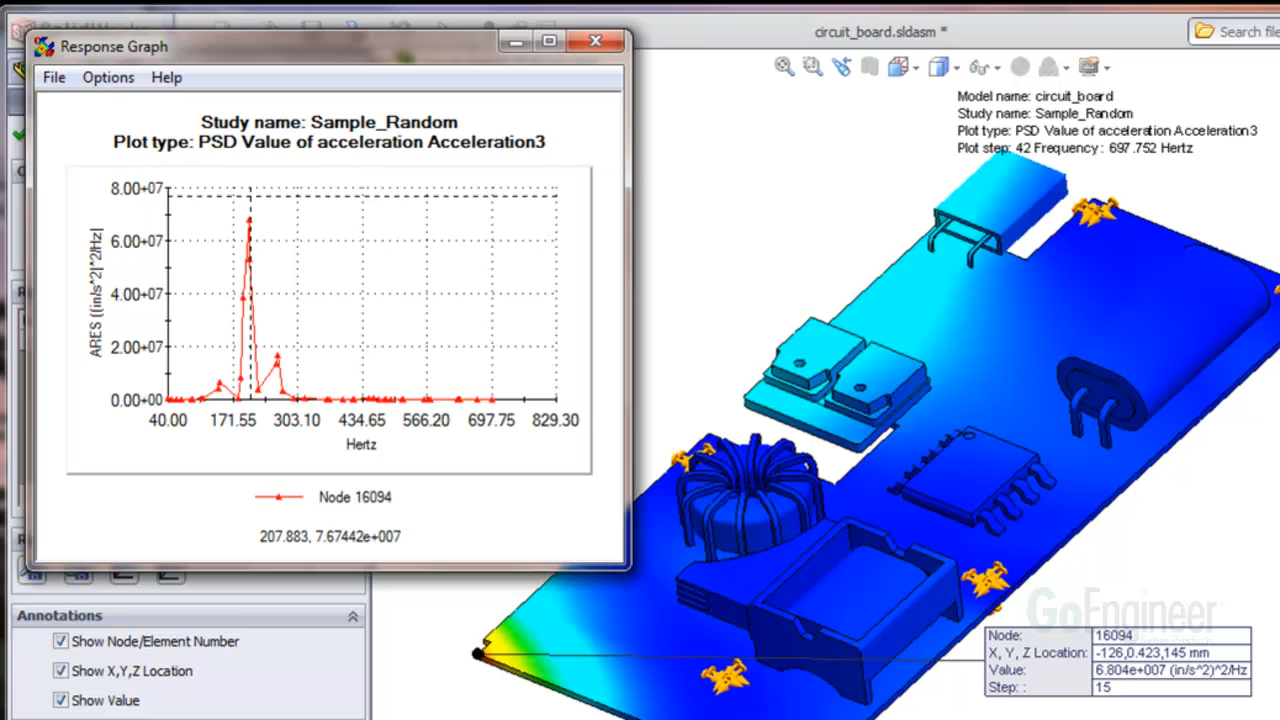 Response Graph
File Options Help
Study name: Sample_Random
Plot type: PSD Value of acceleration Acceleration3
8.00+07
6.00+07
4.00+07
2.00+07
0.00+00
ARES ((in/s^2|^2/Hz|
40.00 171.55 303.10 434.65 566.20 697.75 829.30
Hertz
Node 16094
207.883, 7.67442e+007
circuit_board.sldasm *
Search file
Model name: circuit_board
Study name: Sample_Random
Plot type: PSD Value of acceleration Acceleration3
Plot step: 42 Frequency : 697.752 Hertz
Annotations
Show Node/Element Number
Show X,Y,Z Location
Show Value
GoEngineer
Node: 16094
X, Y, Z Location: -126,0.423,145 mm
Value: 6.804e+007 (in/s^2)^2/Hz
Step: : 15